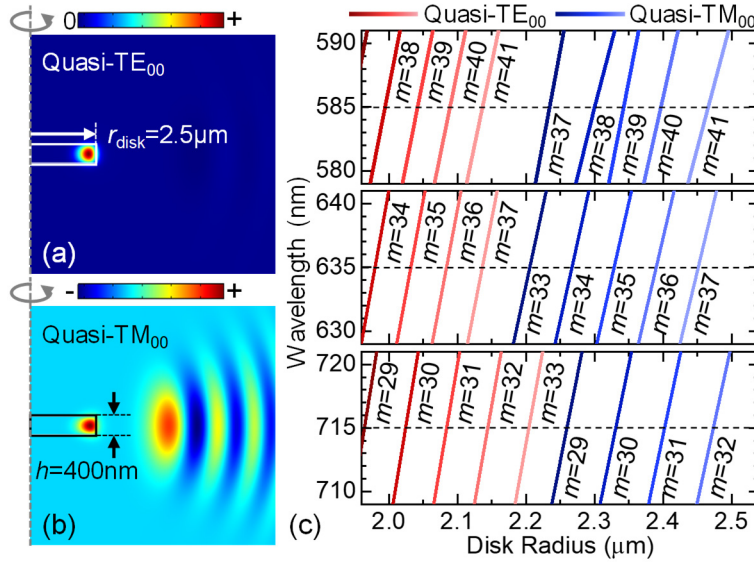 0 +
Quasi-TE00
rdisk=2.5μm
(a)
- +
Quasi-TM00
h=400nm
(b)
Quasi-TE00 Quasi-TM00
590
585
580
m=38 m=39 m=40 m=41 m=37 m=38 m=39 m=40 m=41
640
635
630
m=34 m=35 m=36 m=37 m=33 m=34 m=35 m=36 m=37
720
715
710
m=29 m=30 m=31 m=32 m=33 m=29 m=30 m=31 m=32
Wavelength (nm)
2.0 2.1 2.2 2.3 2.4 2.5
(c) Disk Radius (μm)